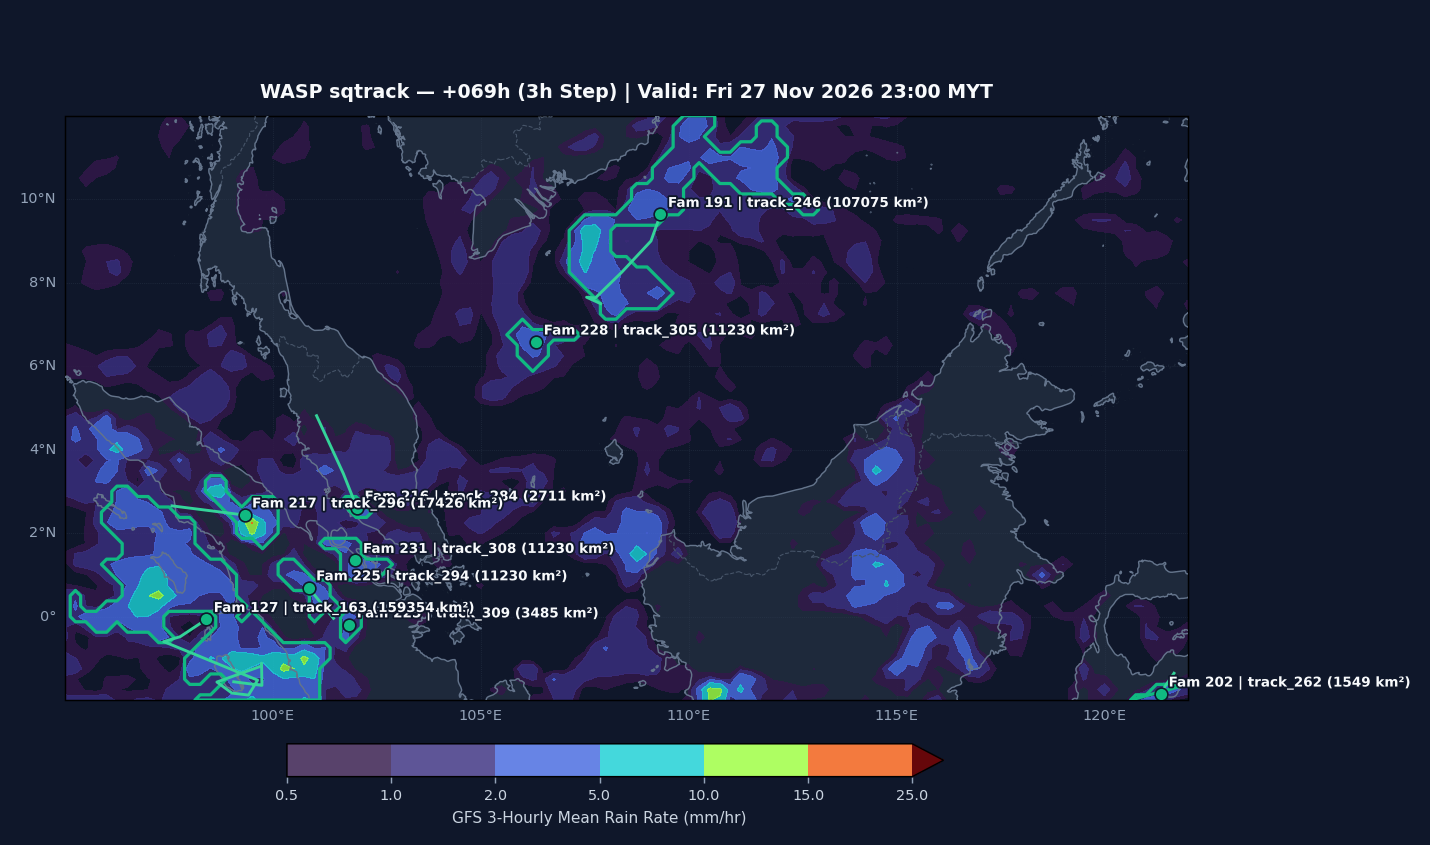 WASP sqtrack — +069h (3h Step) | Valid: Fri 27 Nov 2026 23:00 MYT
10°N
8°N
6°N
4°N
2°N
0°
Fam 191 | track_246 (107075 km²)
Fam 228 | track_305 (11230 km²)
Fam 216 | track_284 (2711 km²)
Fam 217 | track_296 (17426 km²)
Fam 231 | track_308 (11230 km²)
Fam 225 | track_294 (11230 km²)
Fam 127 | track_163 (159354 km²)
track_309 (3485 km²)
Fam 202 | track_262 (1549 km²)
100°E 105°E 110°E 115°E 120°E
0.5 1.0 2.0 5.0 10.0 15.0 25.0
GFS 3-Hourly Mean Rain Rate (mm/hr)